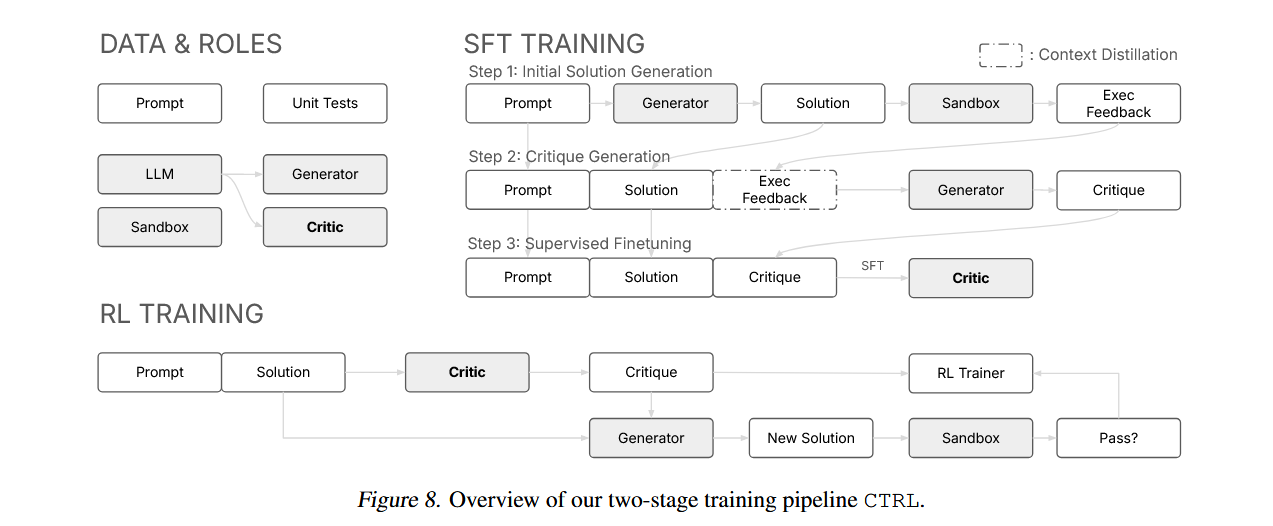 DATA & ROLES
Prompt
Unit Tests
LLM
Generator
Sandbox
Critic
SFT TRAINING
: Context Distillation
Step 1: Initial Solution Generation
Prompt
Generator
Solution
Sandbox
Exec
Feedback
Step 2: Critique Generation
Prompt
Solution
Exec
Feedback
Generator
Critique
Step 3: Supervised Finetuning
Prompt
Solution
Critique
SFT
Critic
RL TRAINING
Prompt
Solution
Critic
Critique
RL Trainer
Generator
New Solution
Sandbox
Pass?
Figure 8. Overview of our two-stage training pipeline CTRL.